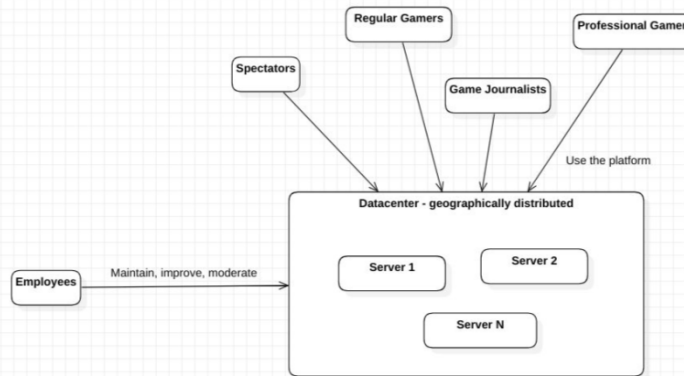 Regular Gamers
Professional Gamer
Spectators
Game Journalists
Use the platform
Datacenter - geographically distributed
Server 1
Server 2
Employees
Maintain, improve, moderate
Server N